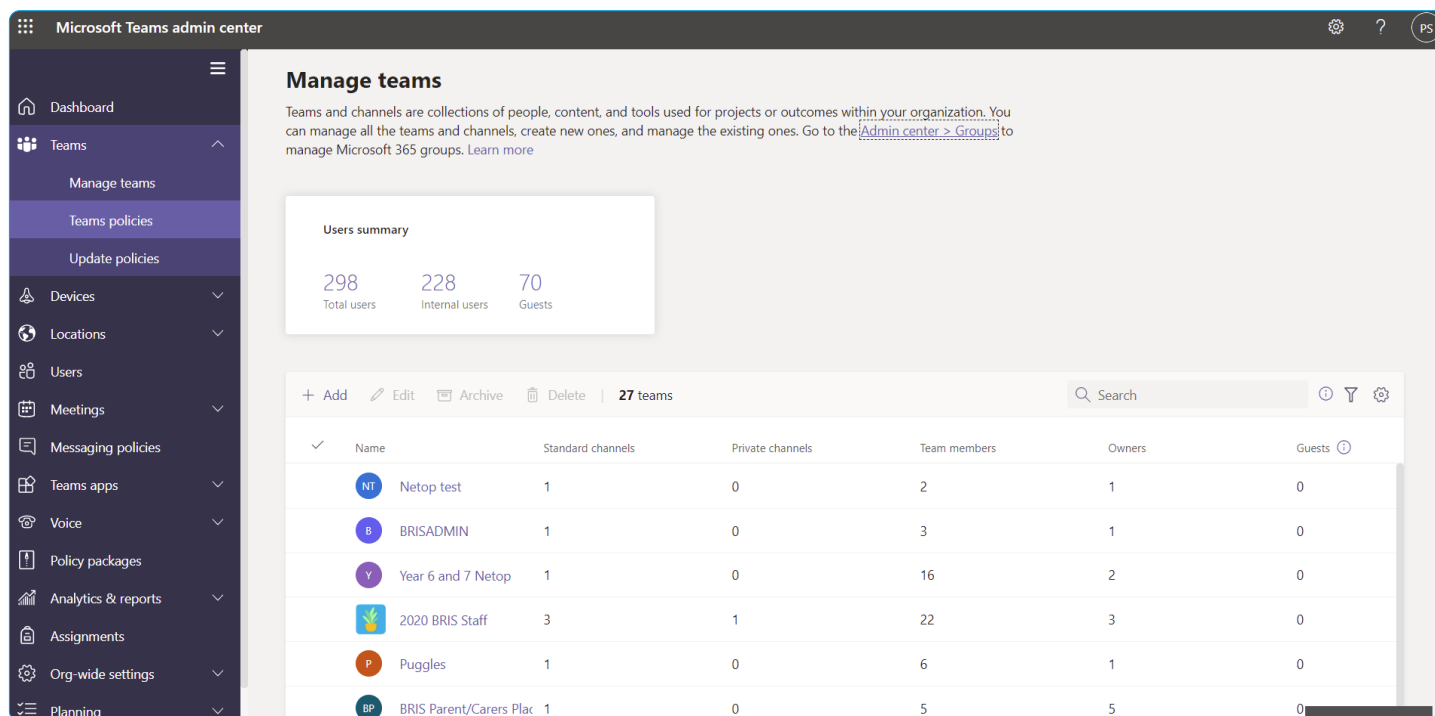 Microsoft Teams admin center
PS
Dashboard
Teams
Manage teams
Teams policies
Update policies
Devices
Locations
Users
Meetings
Messaging policies
Teams apps
Voice
Policy packages
Analytics & reports
Assignments
Org-wide settings
Planning
Manage teams
Teams and channels are collections of people, content, and tools used for projects or outcomes within your organization. You
can manage all the teams and channels, create new ones, and manage the existing ones. Go to the Admin center > Groups to
manage Microsoft 365 groups. Learn more
Users summary
298 228 70
Total users Internal users Guests
+ Add Edit Archive Delete | 27 teams Search
Name Standard channels Private channels Team members Owners Guests
NT Netop test 1 0 2 1 0
B BRISADMIN 1 0 3 1 0
Y Year 6 and 7 Netop 1 0 16 2 0
2020 BRIS Staff 3 1 22 3 0
P Puggles 1 0 6 1 0
BP BRIS Parent/Carers Plac 1 0 5 5 0